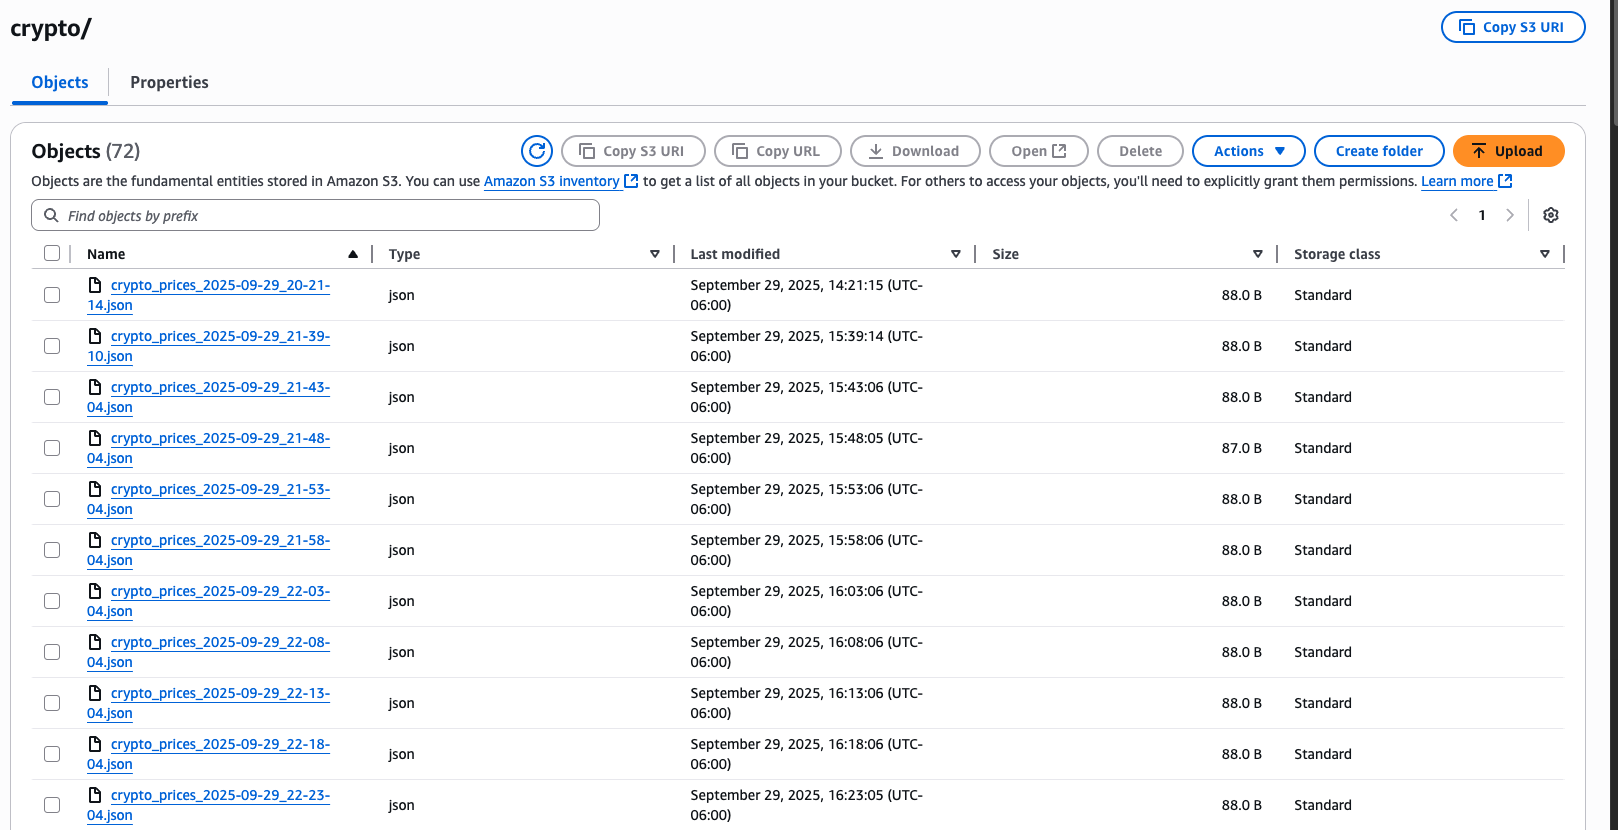 crypto/
Copy S3 URI
Objects
Properties
Objects (72)
Copy S3 URI
Copy URL
Download
Open
Delete
Actions
Create folder
Upload
Objects are the fundamental entities stored in Amazon S3. You can use Amazon S3 inventory to get a list of all objects in your bucket. For others to access your objects, you'll need to explicitly grant them permissions. Learn more
Find objects by prefix
1
Name
Type
Last modified
Size
Storage class
crypto_prices_2025-09-29_20-21-
14.json
json
September 29, 2025, 14:21:15 (UTC-
06:00)
88.0 B
Standard
crypto_prices_2025-09-29_21-39-
10.json
json
September 29, 2025, 15:39:14 (UTC-
06:00)
88.0 B
Standard
crypto_prices_2025-09-29_21-43-
04.json
json
September 29, 2025, 15:43:06 (UTC-
06:00)
88.0 B
Standard
crypto_prices_2025-09-29_21-48-
04.json
json
September 29, 2025, 15:48:05 (UTC-
06:00)
87.0 B
Standard
crypto_prices_2025-09-29_21-53-
04.json
json
September 29, 2025, 15:53:06 (UTC-
06:00)
88.0 B
Standard
crypto_prices_2025-09-29_21-58-
04.json
json
September 29, 2025, 15:58:06 (UTC-
06:00)
88.0 B
Standard
crypto_prices_2025-09-29_22-03-
04.json
json
September 29, 2025, 16:03:06 (UTC-
06:00)
88.0 B
Standard
crypto_prices_2025-09-29_22-08-
04.json
json
September 29, 2025, 16:08:06 (UTC-
06:00)
88.0 B
Standard
crypto_prices_2025-09-29_22-13-
04.json
json
September 29, 2025, 16:13:06 (UTC-
06:00)
88.0 B
Standard
crypto_prices_2025-09-29_22-18-
04.json
json
September 29, 2025, 16:18:06 (UTC-
06:00)
88.0 B
Standard
crypto_prices_2025-09-29_22-23-
04.json
json
September 29, 2025, 16:23:05 (UTC-
06:00)
88.0 B
Standard